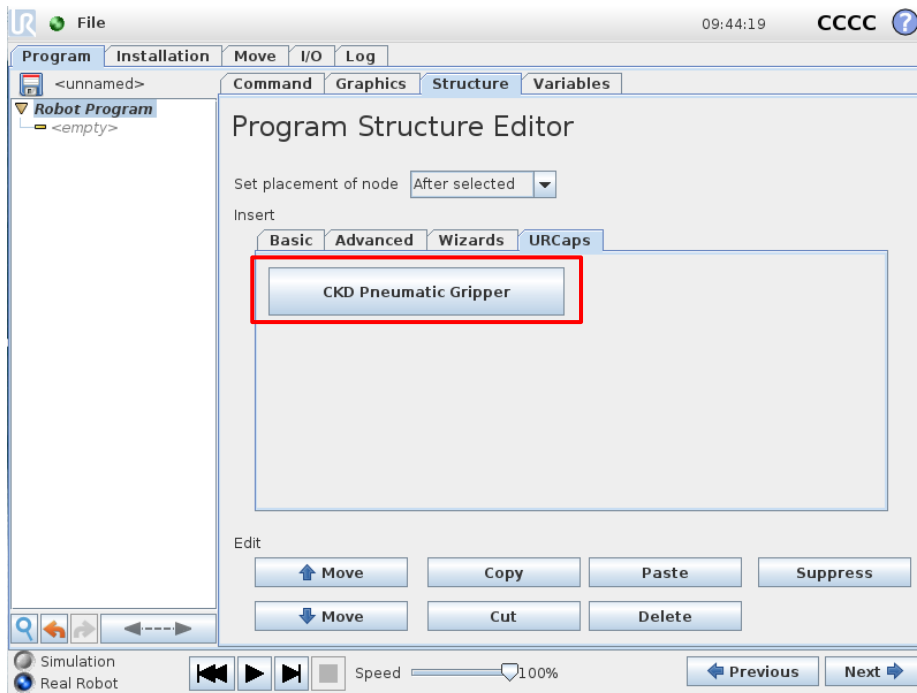 UR File 09:44:19 CCCC ?
Program Installation Move I/O Log
<unnamed> Command Graphics Structure Variables
Robot Program
<empty>
Program Structure Editor
Set placement of node After selected
Insert
Basic Advanced Wizards URCaps
CKD Pneumatic Gripper
Edit
Move Copy Paste Suppress
Move Cut Delete
Simulation
Real Robot
Speed 100% Previous Next